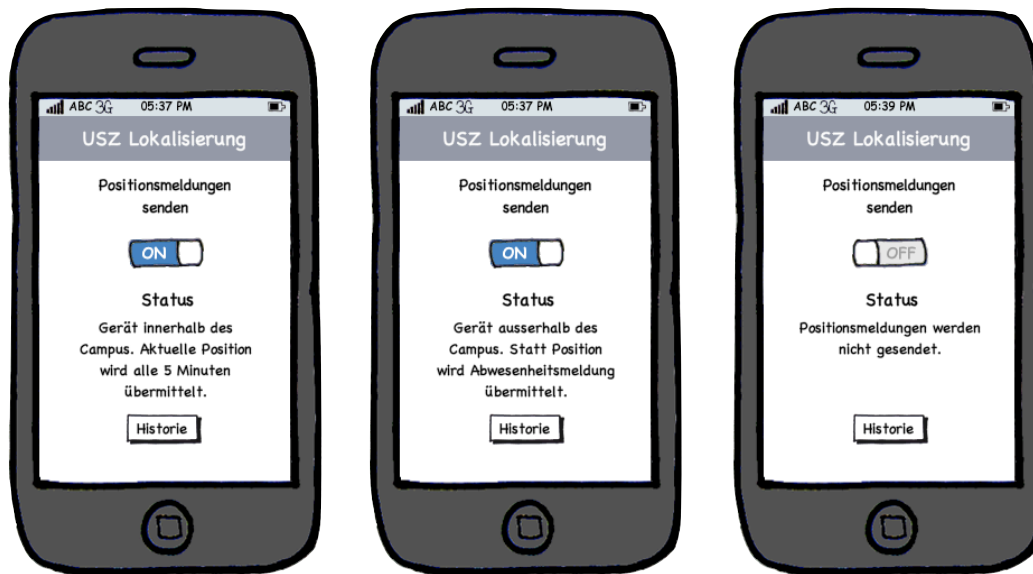 ABC 3G 05:37 PM
USZ Lokalisierung
Positionsmeldungen
senden
ON
Status
Gerät innerhalb des
Campus. Aktuelle Position
wird alle 5 Minuten
übermittelt.
Historie
ABC 3G 05:37 PM
USZ Lokalisierung
Positionsmeldungen
senden
ON
Status
Gerät ausserhalb des
Campus. Statt Position
wird Abwesenheitsmeldung
übermittelt.
Historie
ABC 3G 05:39 PM
USZ Lokalisierung
Positionsmeldungen
senden
OFF
Status
Positionsmeldungen werden
nicht gesendet.
Historie